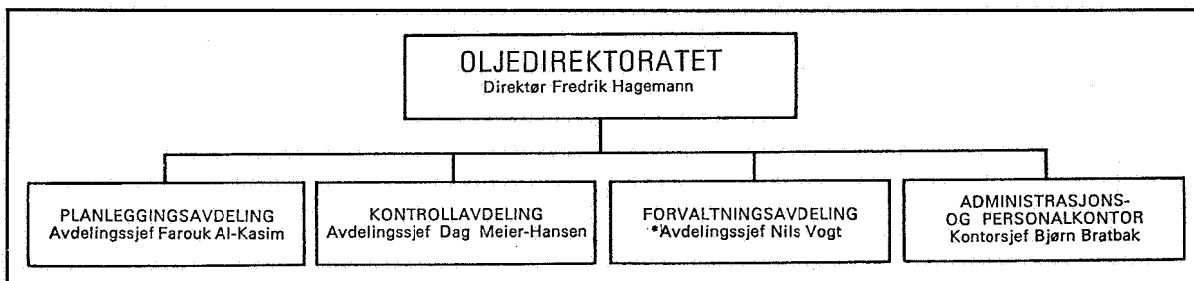 OLJEDIREKTORATET
Direktør Fredrik Hagemann
PLANLEGGINGSAVDELING
Avdelingssjef Farouk Al-Kasim
KONTROLLAVDELING
Avdelingssjef Dag Meier-Hansen
FORVALTNINGSAVDELING
*)Avdelingssjef Nils Vogt
ADMINISTRASJONS-
OG PERSONALKONTOR
Kontorsjef Bjørn Bratbak